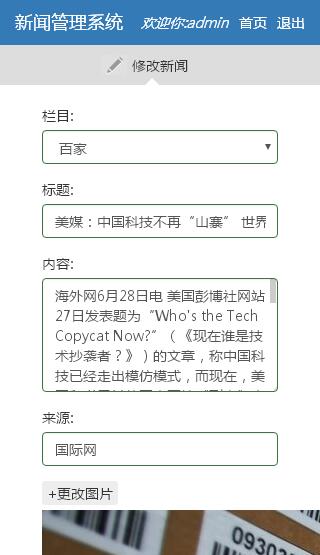 新闻管理系统 欢迎你:admin 首页 退出
修改新闻
栏目:
百家
标题:
美媒：中国科技不再“山寨” 世界
内容:
海外网6月28日电 美国彭博社网站
27日发表题为“Who's the Tech
Copycat Now?”（《现在谁是技
术抄袭者？》）的文章，称中国科
技已经走出模仿模式，而现在，美
来源:
国际网
+更改图片